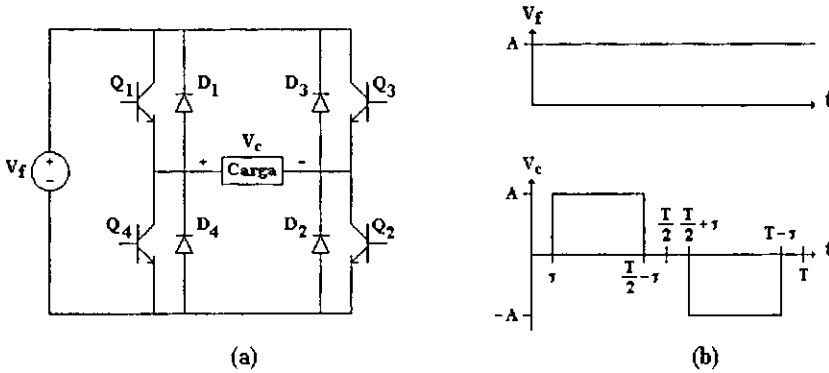 Q1
D1
D3
Q3
Vc
Vf
+
-
+
Carga
-
Q4
D4
D2
Q2
(a)
Vf
A
t
Vc
A
τ
T/2 - τ
T/2
T/2 + τ
T - τ
T
t
-A
(b)